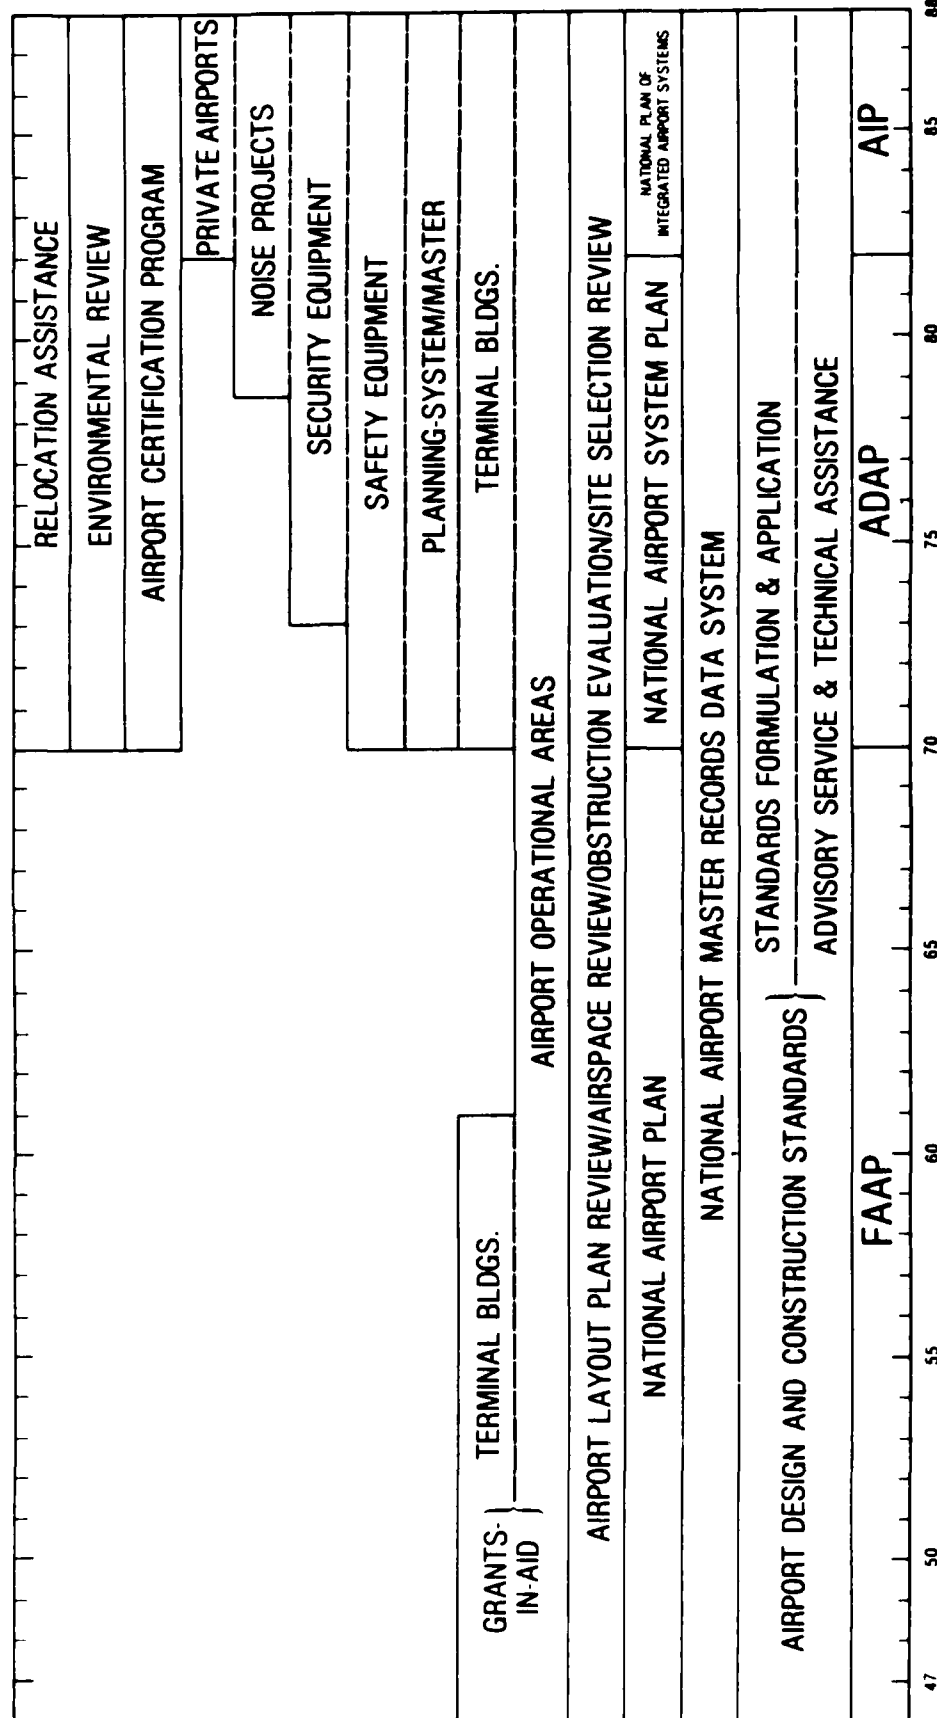 RELOCATION ASSISTANCE
ENVIRONMENTAL REVIEW
AIRPORT CERTIFICATION PROGRAM
PRIVATE AIRPORTS
NOISE PROJECTS
SECURITY EQUIPMENT
SAFETY EQUIPMENT
PLANNING-SYSTEM/MASTER
GRANTS-
IN-AID
TERMINAL BLDGS.
TERMINAL BLDGS.
AIRPORT OPERATIONAL AREAS
AIRPORT LAYOUT PLAN REVIEW/AIRSPACE REVIEW/OBSTRUCTION EVALUATION/SITE SELECTION REVIEW
NATIONAL AIRPORT PLAN
NATIONAL AIRPORT SYSTEM PLAN
NATIONAL PLAN OF
INTEGRATED AIRPORT SYSTEMS
NATIONAL AIRPORT MASTER RECORDS DATA SYSTEM
AIRPORT DESIGN AND CONSTRUCTION STANDARDS
STANDARDS FORMULATION & APPLICATION
ADVISORY SERVICE & TECHNICAL ASSISTANCE
FAAP
ADAP
AIP
47 50 55 60 65 70 75 80 85 88